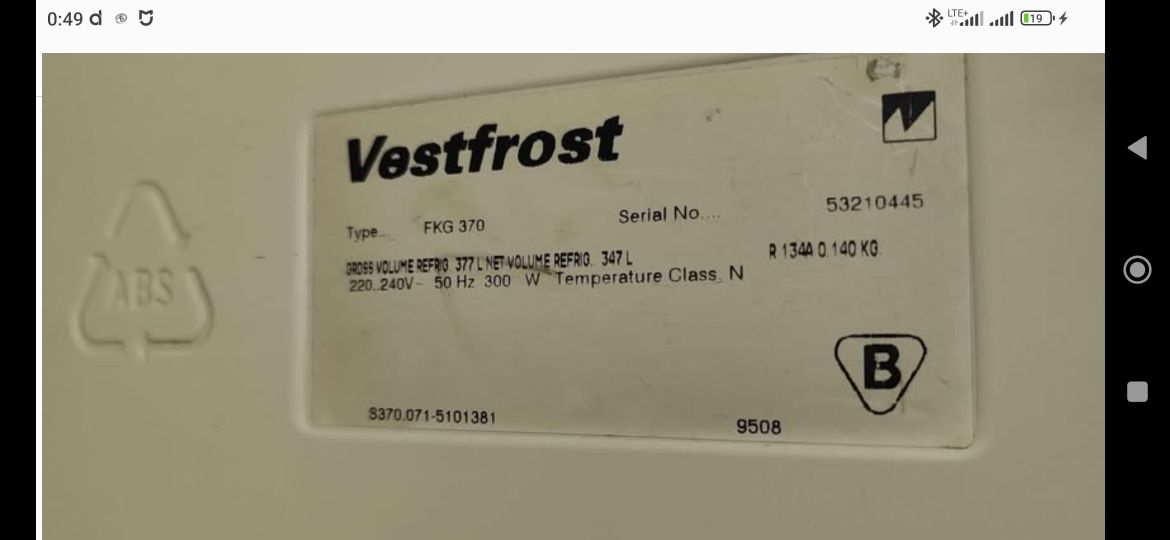 0:49
LTE+
19
Vestfrost
Type... FKG 370 Serial No.... 53210445
GROSS VOLUME REFRIG. 377 L NET VOLUME REFRIG.. 347 L R 134A 0.140 KG.
220..240V~ 50 Hz 300 W Temperature Class. N
ABS
B
S370.071-5101381 9508